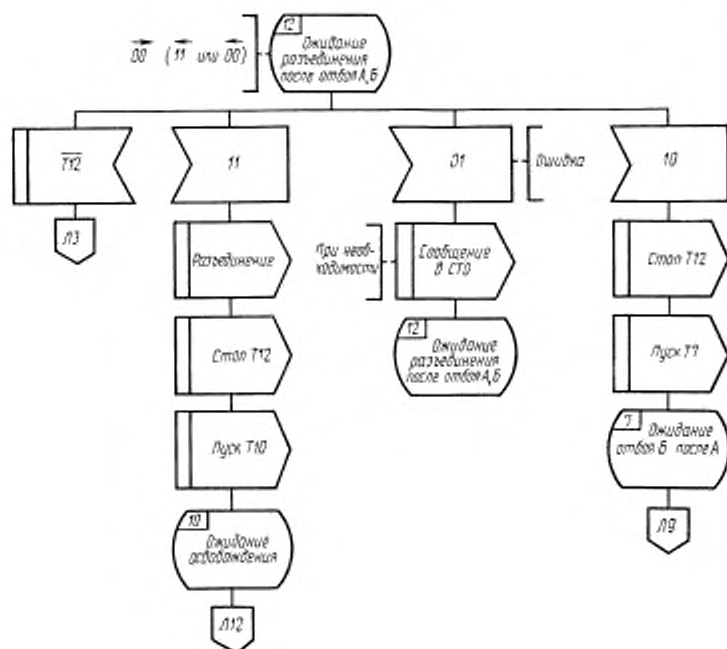 12
Ожидание
разъединения
после отбоя А,Б
00 (11 или 00)
Т12
11
01
Ошибка
10
Л3
Разъединение
При необ-
ходимости
Сообщение
в СТО
Стоп Т12
Стоп Т12
12
Ожидание
разъединения
после отбоя А,Б
Пуск Т7
Пуск Т10
7
Ожидание
отбоя Б после А
10
Ожидание
освобождения
Л9
Л12